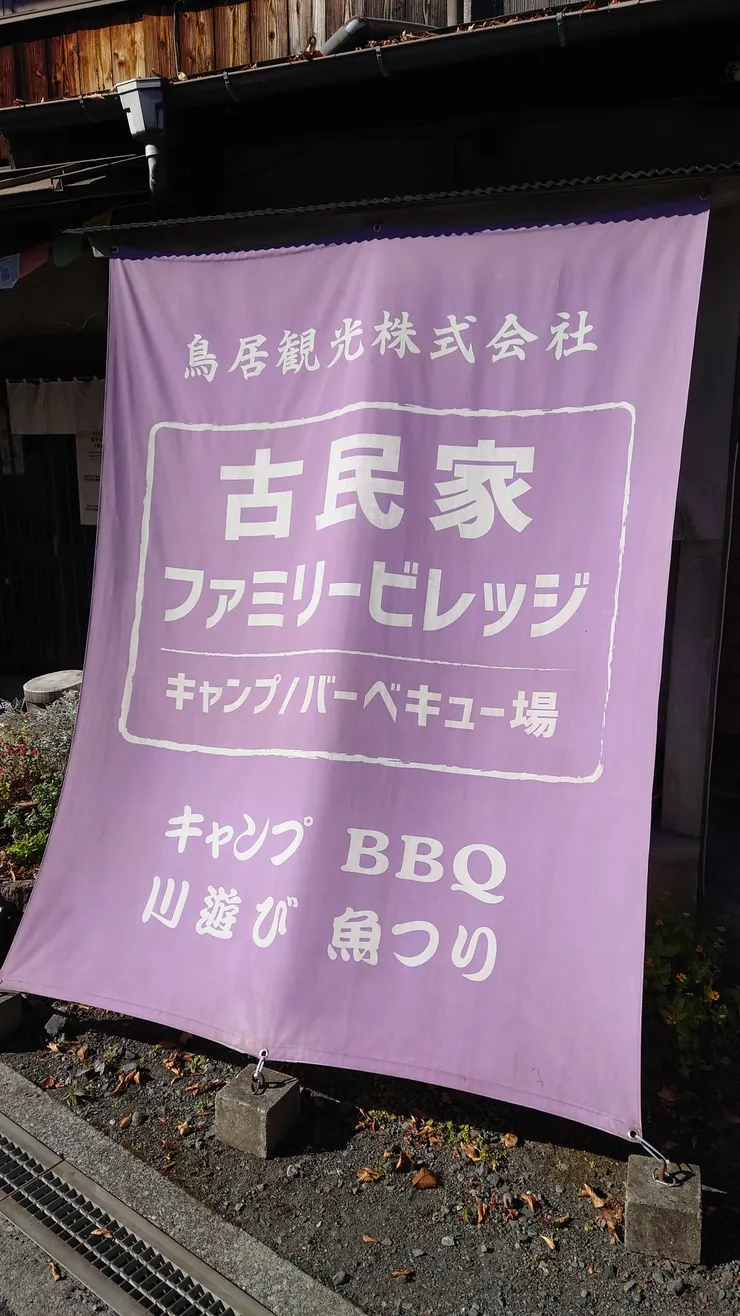 鳥居観光株式会社
古民家
ファミリービレッジ
キャンプ/バーベキュー場
キャンプ BBQ
川遊び 魚つり